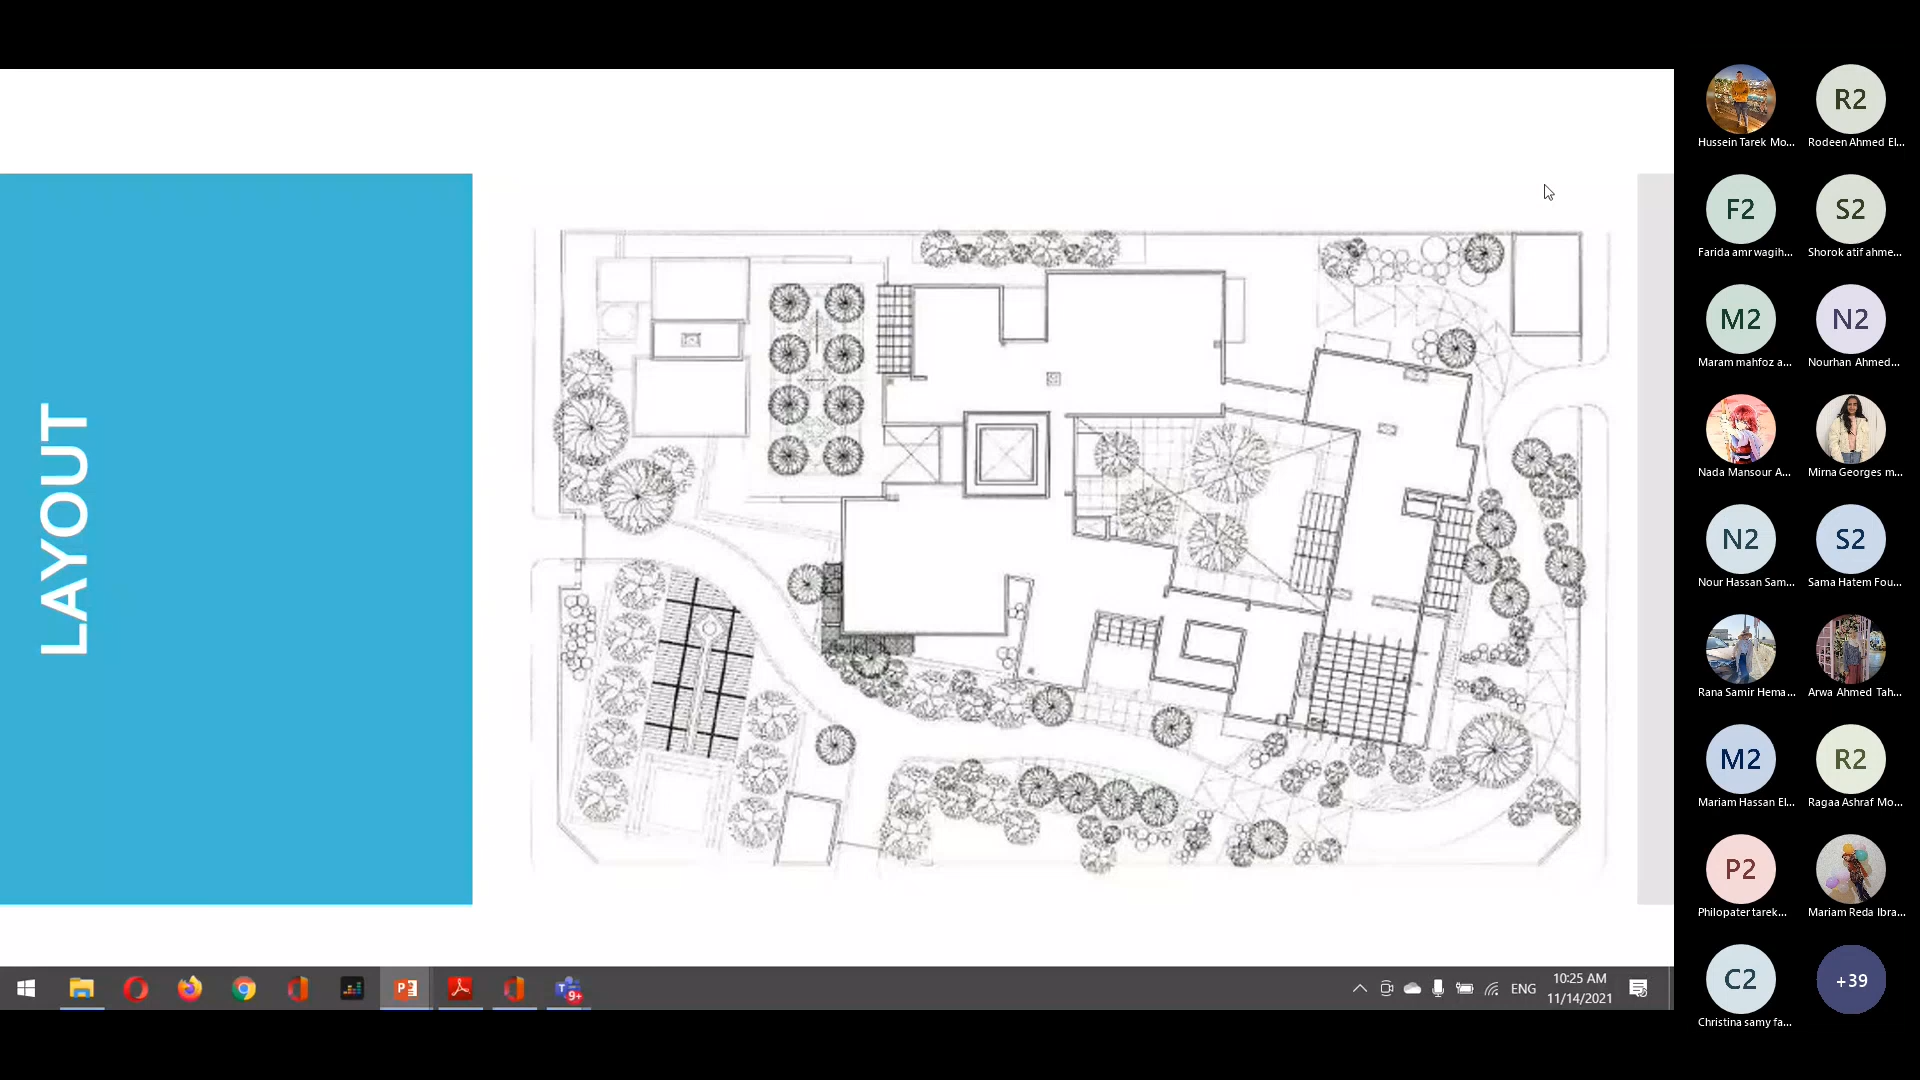 LAYOUT
R2
Hussein Tarek Mo...
Rodeen Ahmed El...
F2
S2
Farida amr wagih...
Shorok atif ahme...
M2
N2
Maram mahfoz a...
Nourhan Ahmed...
Nada Mansour A...
Mirna Georges m...
N2
S2
Nour Hassan Sam...
Sama Hatem Fou...
Rana Samir Hema...
Arwa Ahmed Tah...
M2
R2
Mariam Hassan El...
Ragaa Ashraf Mo...
P2
Philopater tarek...
Mariam Reda Ibra...
C2
+39
Christina samy fa...
9+
ENG
10:25 AM
11/14/2021